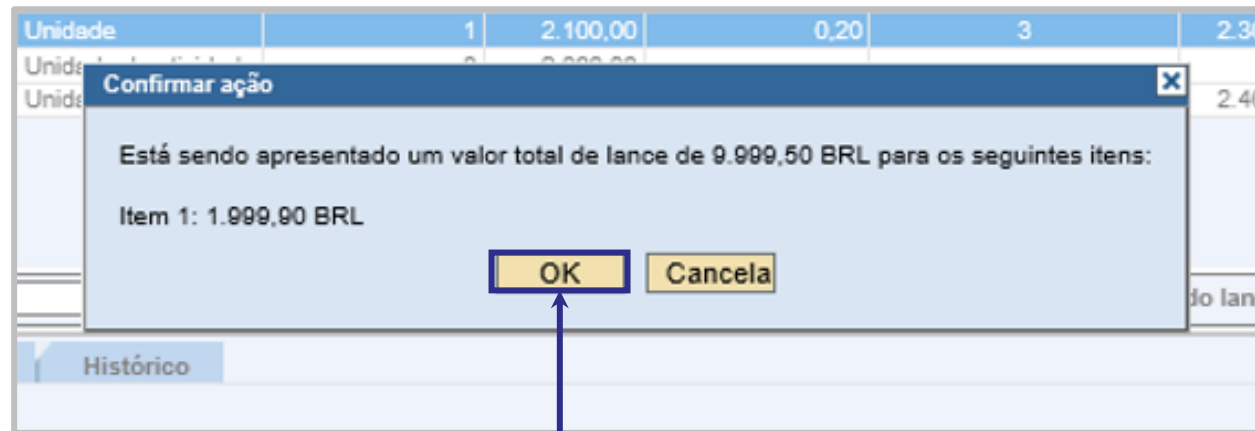 Unidade 1 2.100,00 0,20 3
Confirmar ação
Está sendo apresentado um valor total de lance de 9.999,50 BRL para os seguintes itens:
Item 1: 1.999,90 BRL
OK Cancela
Histórico